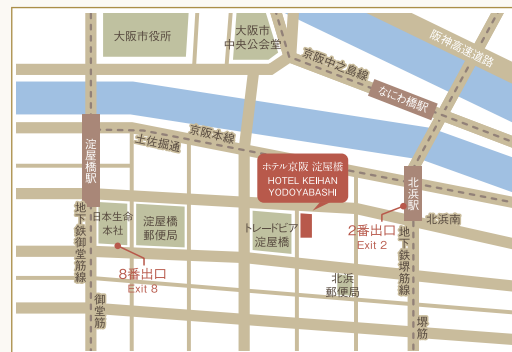 大阪市役所
大阪市
中央公会堂
京阪中之島線
阪神高速道路
なにわ橋駅
土佐堀通
京阪本線
淀屋橋駅
ホテル京阪 淀屋橋
HOTEL KEIHAN
YODOYABASHI
北浜駅
日本生命
本社
淀屋橋
郵便局
トレードピア
淀屋橋
北浜南
2番出口
Exit 2
地下鉄御堂筋線
地下鉄堺筋線
8番出口
Exit 8
北浜
郵便局
御堂筋
堺筋